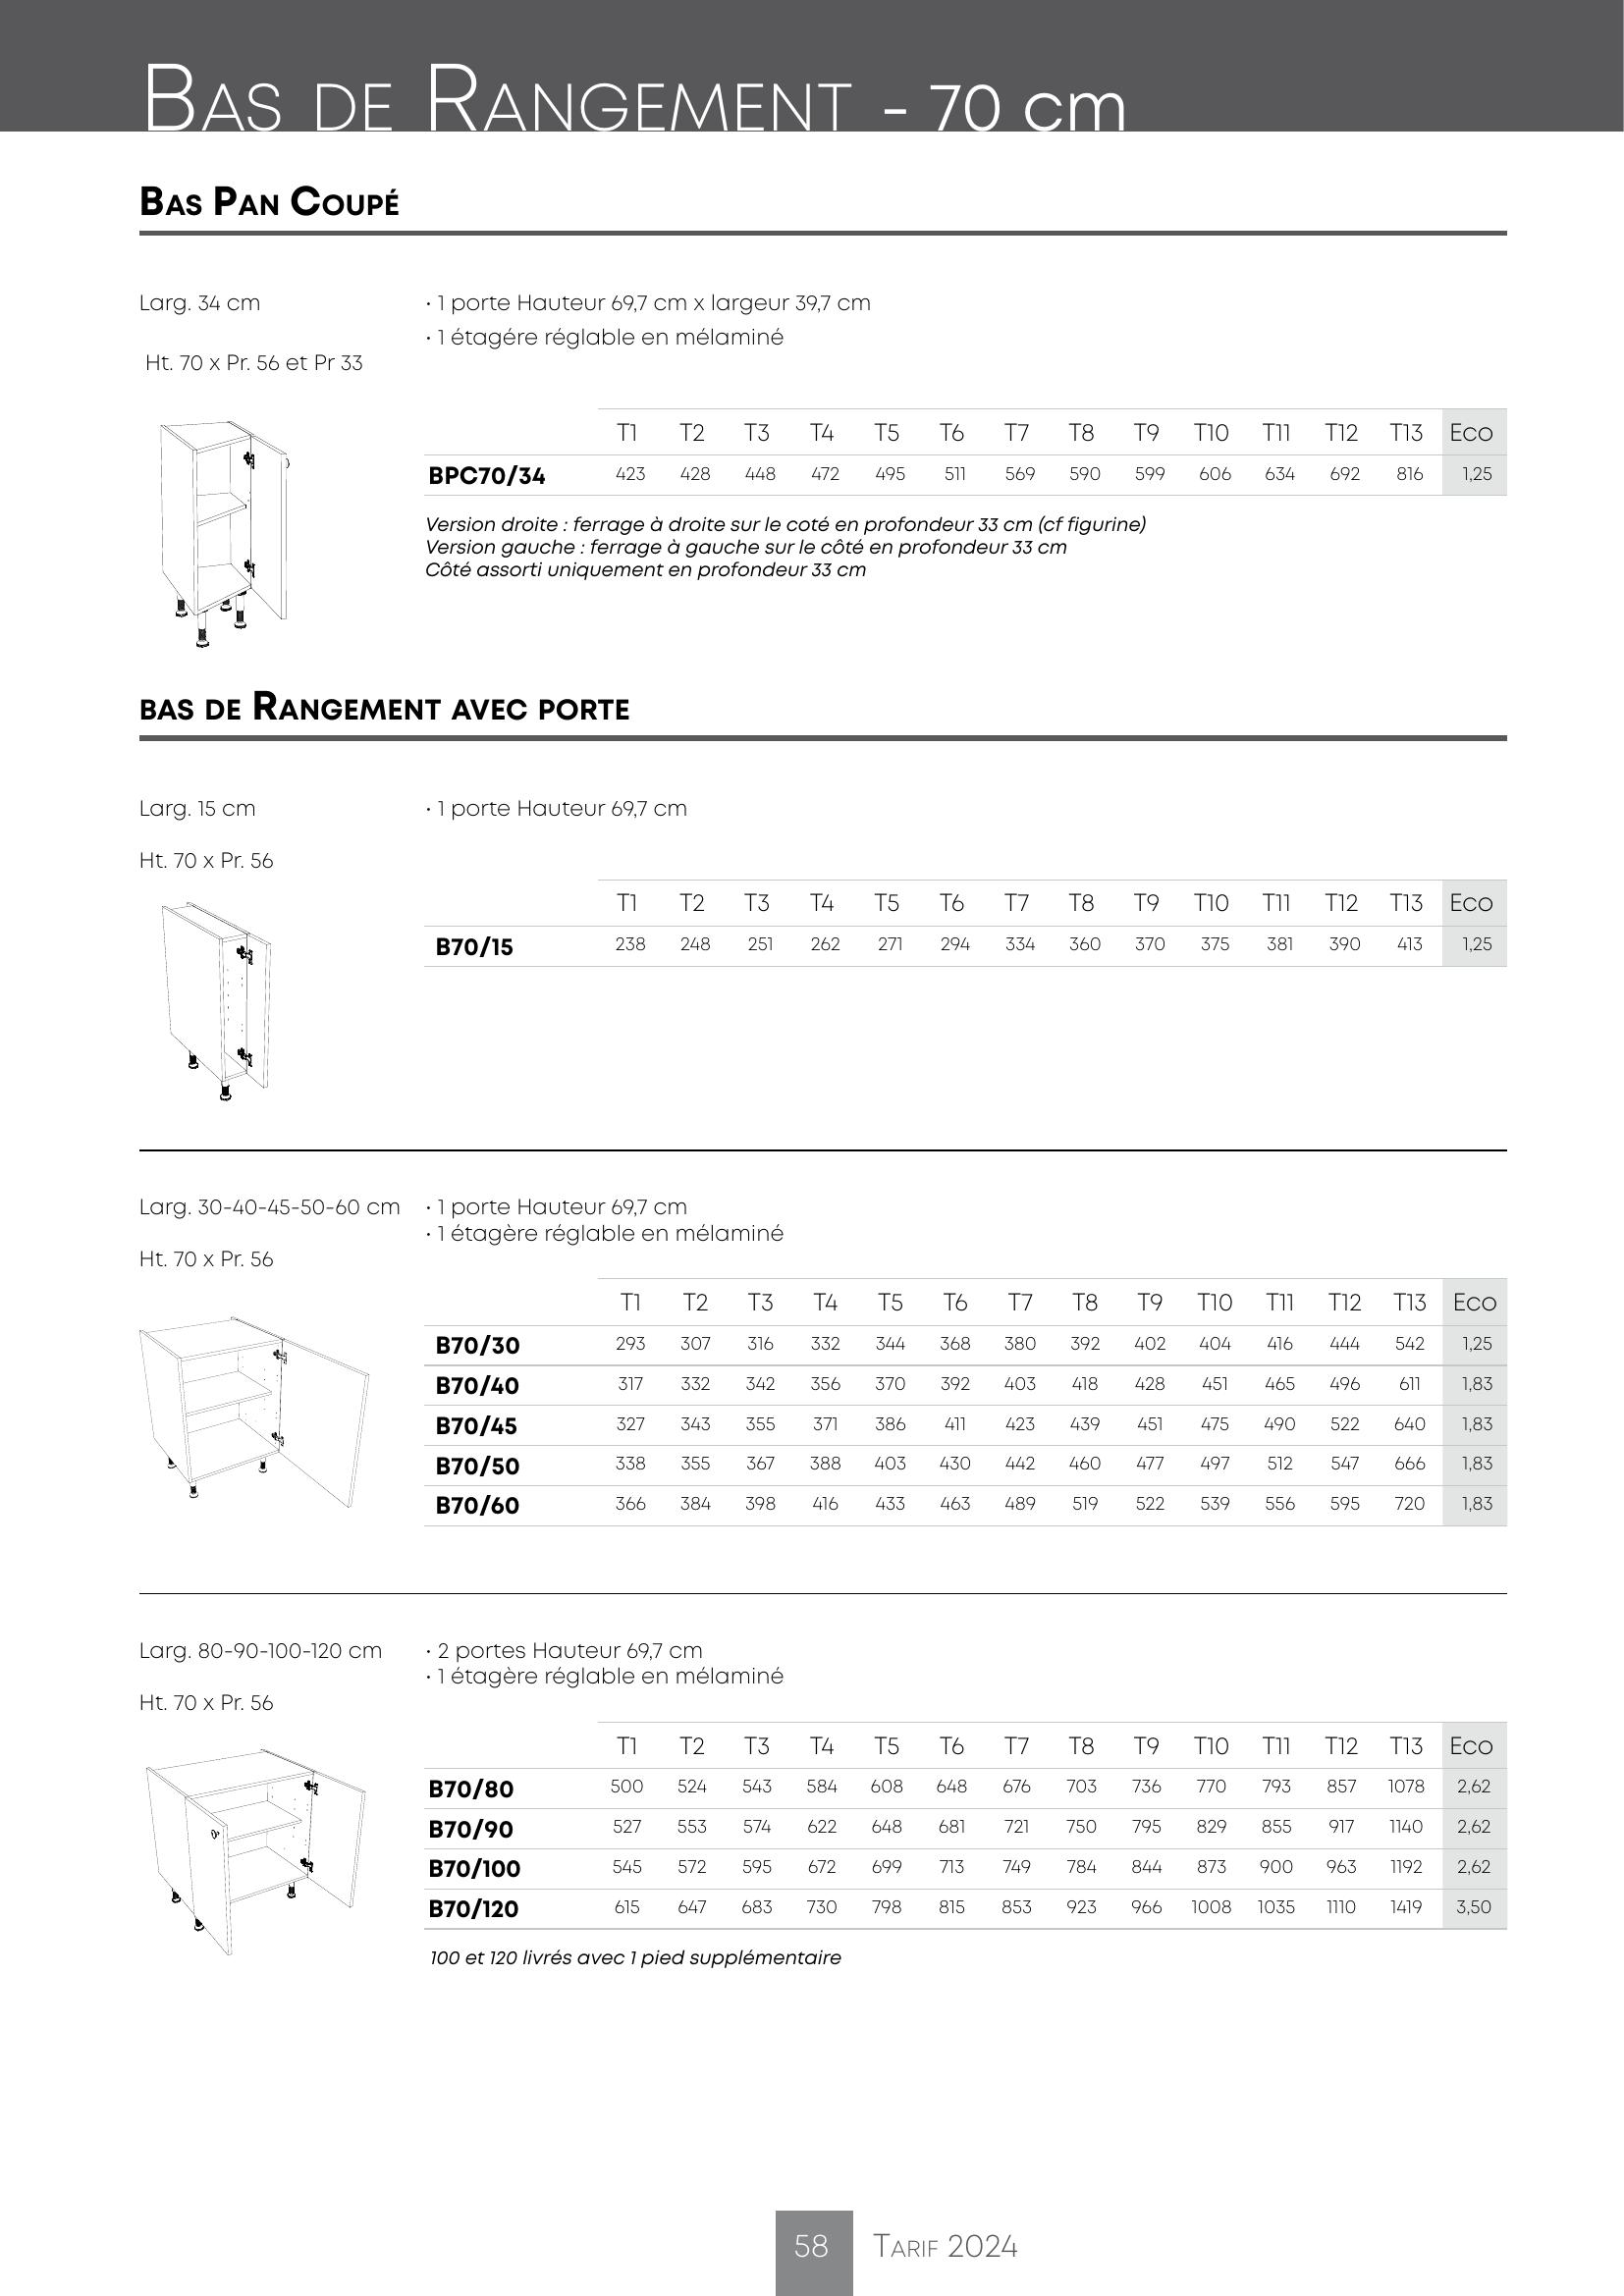 Bas de Rangement - 70 cm
Bas Pan Coupé
Larg. 34 cm
• 1 porte Hauteur 69,7 cm x largeur 39,7 cm
• 1 étagére réglable en mélaminé
Ht. 70 x Pr. 56 et Pr 33
T1 T2 T3 T4 T5 T6 T7 T8 T9 T10 T11 T12 T13 Eco
BPC70/34 423 428 448 472 495 511 569 590 599 606 634 692 816 1,25
Version droite : ferrage à droite sur le coté en profondeur 33 cm (cf figurine)
Version gauche : ferrage à gauche sur le côté en profondeur 33 cm
Côté assorti uniquement en profondeur 33 cm
bas de Rangement avec porte
Larg. 15 cm
• 1 porte Hauteur 69,7 cm
Ht. 70 x Pr. 56
T1 T2 T3 T4 T5 T6 T7 T8 T9 T10 T11 T12 T13 Eco
B70/15 238 248 251 262 271 294 334 360 370 375 381 390 413 1,25
Larg. 30-40-45-50-60 cm
• 1 porte Hauteur 69,7 cm
• 1 étagère réglable en mélaminé
Ht. 70 x Pr. 56
T1 T2 T3 T4 T5 T6 T7 T8 T9 T10 T11 T12 T13 Eco
B70/30 293 307 316 332 344 368 380 392 402 404 416 444 542 1,25
B70/40 317 332 342 356 370 392 403 418 428 451 465 496 611 1,83
B70/45 327 343 355 371 386 411 423 439 451 475 490 522 640 1,83
B70/50 338 355 367 388 403 430 442 460 477 497 512 547 666 1,83
B70/60 366 384 398 416 433 463 489 519 522 539 556 595 720 1,83
Larg. 80-90-100-120 cm
• 2 portes Hauteur 69,7 cm
• 1 étagère réglable en mélaminé
Ht. 70 x Pr. 56
T1 T2 T3 T4 T5 T6 T7 T8 T9 T10 T11 T12 T13 Eco
B70/80 500 524 543 584 608 648 676 703 736 770 793 857 1078 2,62
B70/90 527 553 574 622 648 681 721 750 795 829 855 917 1140 2,62
B70/100 545 572 595 672 699 713 749 784 844 873 900 963 1192 2,62
B70/120 615 647 683 730 798 815 853 923 966 1008 1035 1110 1419 3,50
100 et 120 livrés avec 1 pied supplémentaire
58 Tarif 2024